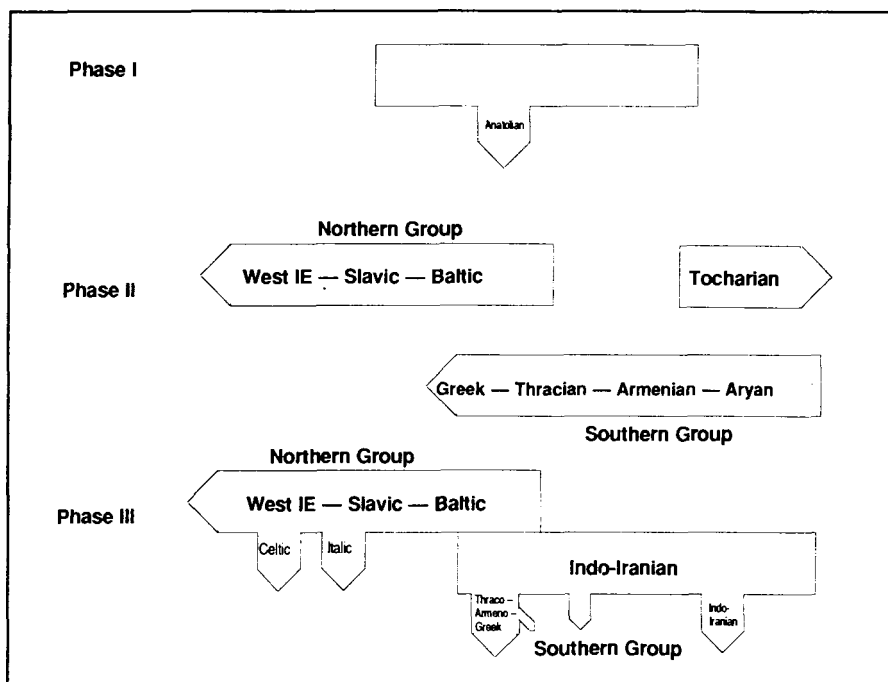 Phase I
Anatolian
Northern Group
West IE — Slavic — Baltic
Tocharian
Phase II
Greek — Thracian — Armenian — Aryan
Southern Group
Northern Group
West IE — Slavic — Baltic
Phase III
Celtic
Italic
Indo-Iranian
Thraco –
Armeno –
Greek
Indo-
Iranian
Southern Group